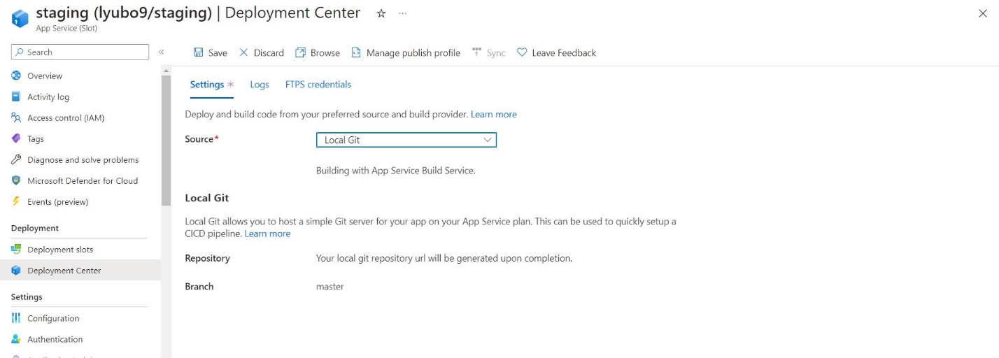 staging (lyubo9/staging) | Deployment Center ☆ ...
App Service (Slot)
Search «
Save Discard Browse Manage publish profile Sync Leave Feedback
Overview
Activity log
Access control (IAM)
Tags
Diagnose and solve problems
Microsoft Defender for Cloud
Events (preview)
Deployment
Deployment slots
Deployment Center
Settings
Configuration
Authentication
Settings * Logs FTPS credentials
Deploy and build code from your preferred source and build provider. Learn more
Source* Local Git
Building with App Service Build Service.
Local Git
Local Git allows you to host a simple Git server for your app on your App Service plan. This can be used to quickly setup a
CICD pipeline. Learn more
Repository Your local git repository url will be generated upon completion.
Branch master